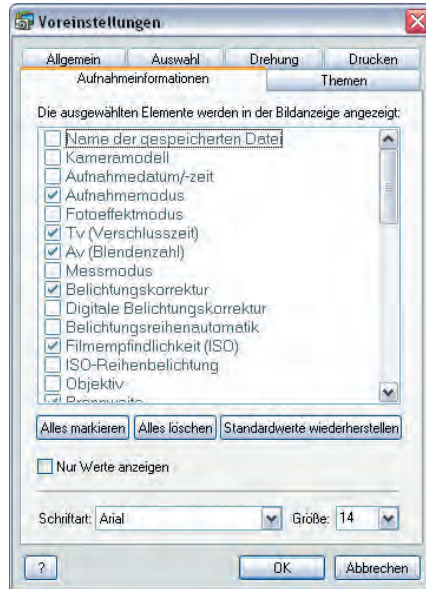 Voreinstellungen
Allgemein Auswahl Drehung Drucken
Aufnahmeinformationen Themen
Die ausgewählten Elemente werden in der Bildanzeige angezeigt:
Name der gespeicherten Datei
Kameramodell
Aufnahmedatum/-zeit
Aufnahmemodus
Fotoeffektmodus
Tv (Verschlusszeit)
Av (Blendenzahl)
Messmodus
Belichtungskorrektur
Digitale Belichtungskorrektur
Belichtungsreihenautomatik
Filmempfindlichkeit (ISO)
ISO-Reihenbelichtung
Objektiv
Brennweite
Alles markieren Alles löschen Standardwerte wiederherstellen
Nur Werte anzeigen
Schriftart: Arial Größe: 14
? OK Abbrechen